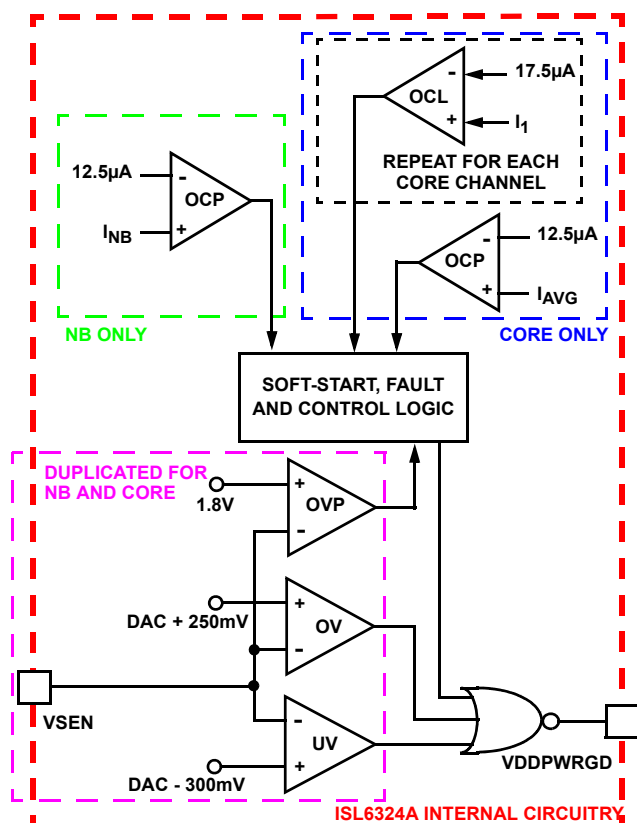 -
17.5µA
OCL
+
I1
REPEAT FOR EACH
CORE CHANNEL
12.5µA
-
OCP
INB
+
-
12.5µA
OCP
+
IAVG
NB ONLY
CORE ONLY
SOFT-START, FAULT
AND CONTROL LOGIC
DUPLICATED FOR
NB AND CORE
+
1.8V
OVP
-
+
DAC + 250mV
OV
-
VSEN
-
UV
VDDPWRGD
DAC - 300mV
+
ISL6324A INTERNAL CIRCUITRY